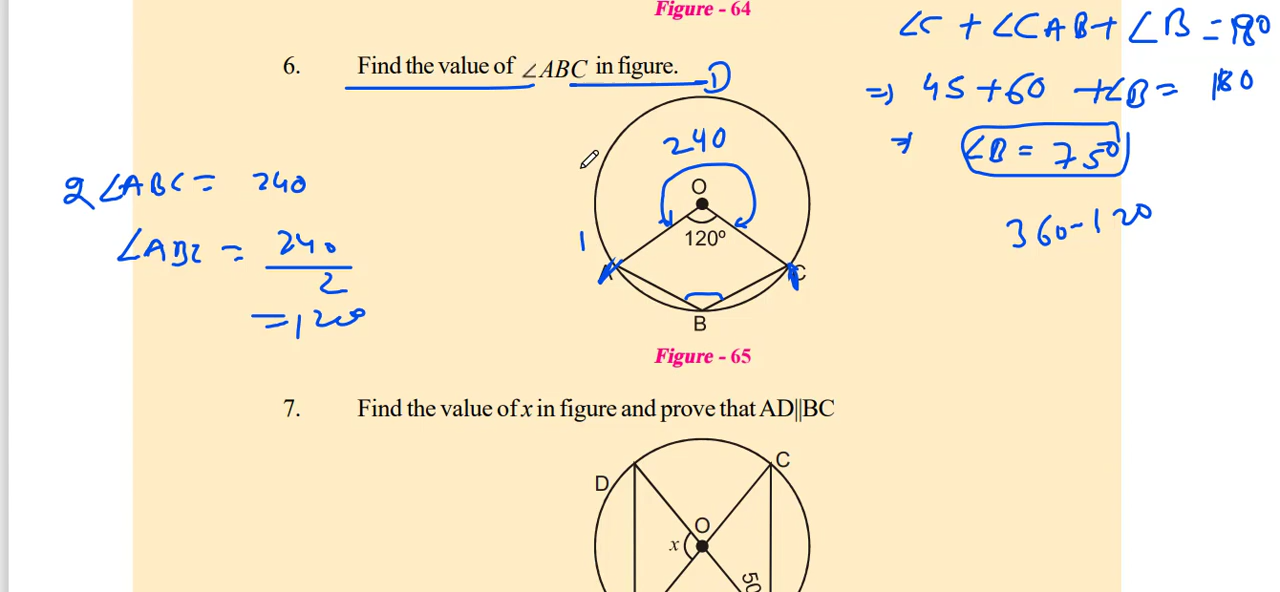 Figure - 64
∠C + ∠CAB + ∠B = 180
6. Find the value of ∠ABC in figure.
D
⇒ 45 + 60 + ∠B = 180
⇒ ∠B = 75°
240
2∠ABC = 240
O
360-120
120º
∠ABC = 240
2
= 120
C
B
Figure - 65
7. Find the value of x in figure and prove that AD||BC
C
D
O
x
50